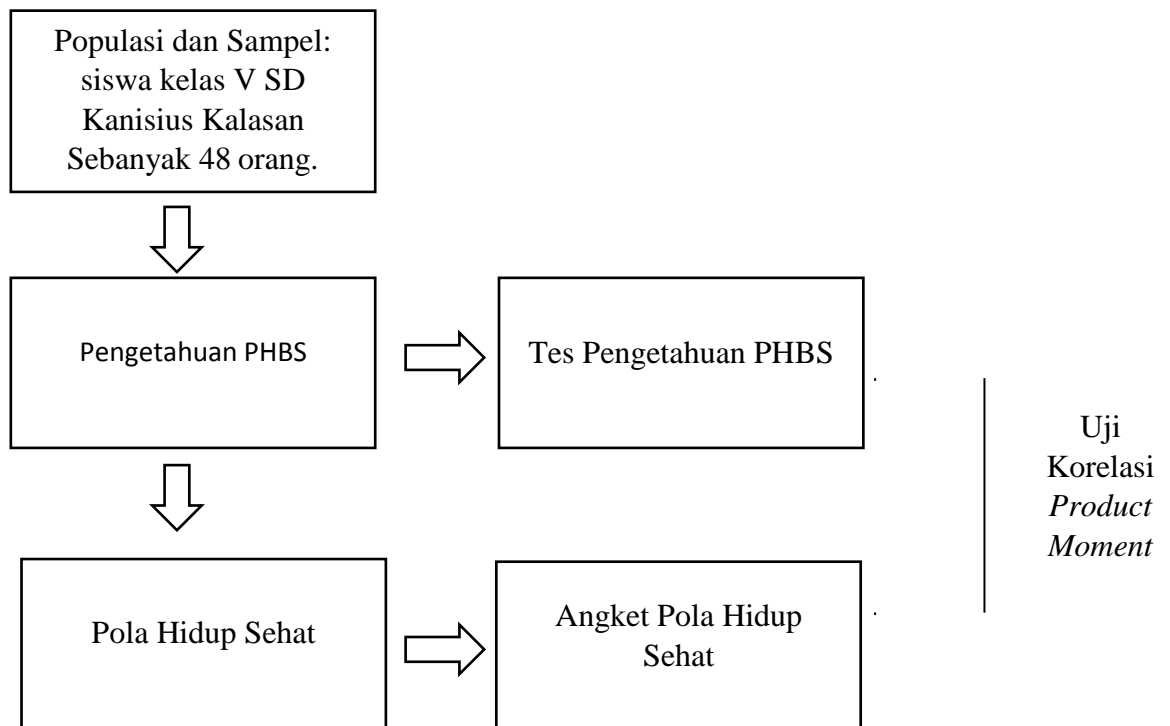 Populasi dan Sampel:
siswa kelas V SD
Kanisius Kalasan
Sebanyak 48 orang.
Pengetahuan PHBS
Tes Pengetahuan PHBS
Uji
Korelasi
Product
Moment
Pola Hidup Sehat
Angket Pola Hidup
Sehat